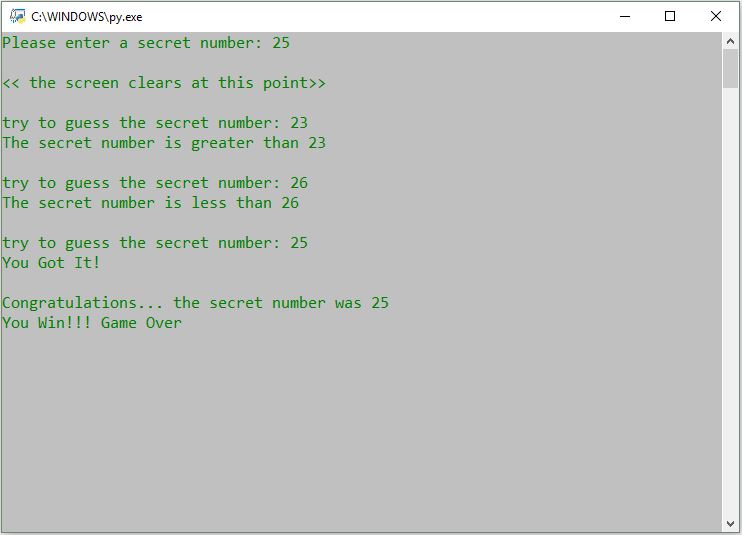 C:\WINDOWS\py.exe
Please enter a secret number: 25
<< the screen clears at this point>>
try to guess the secret number: 23
The secret number is greater than 23
try to guess the secret number: 26
The secret number is less than 26
try to guess the secret number: 25
You Got It!
Congratulations... the secret number was 25
You Win!!! Game Over